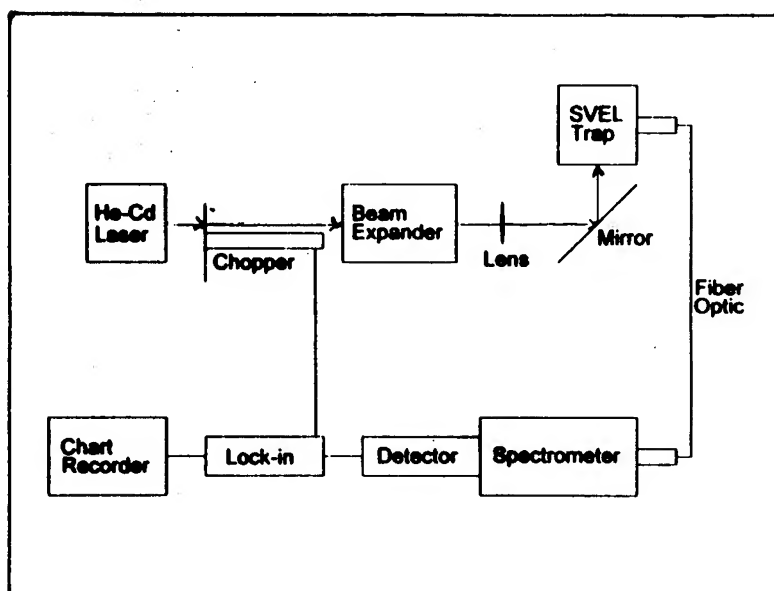 SVEL
Trap
He-Cd
Laser
Beam
Expander
Chopper
Lens
Mirror
Fiber
Optic
Chart
Recorder
Lock-in
Detector
Spectrometer